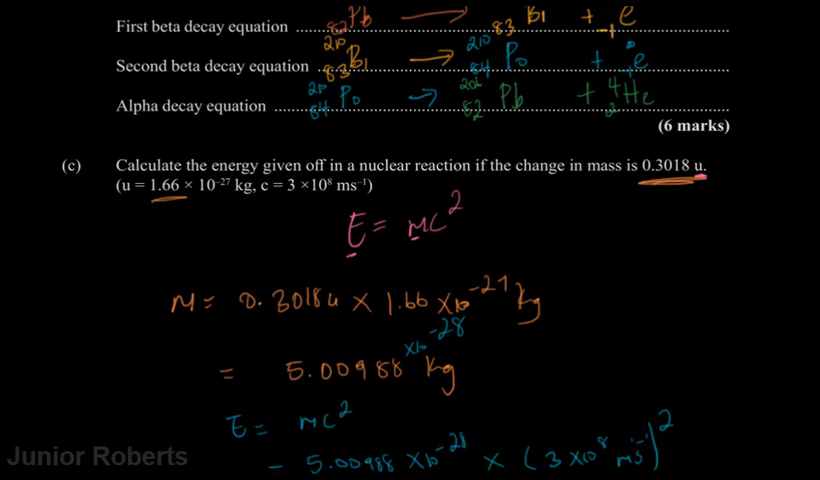 First beta decay equation ₈₂Pb ⟶ ₈₃Bi + ₋₁e
Second beta decay equation ²¹⁰₈₃Bi ⟶ ²¹⁰₈₄Po + ⁰₋₁e
Alpha decay equation ²¹⁰₈₄Po → ²⁰⁶₈₂Pb + ⁴₂He
(6 marks)
(c) Calculate the energy given off in a nuclear reaction if the change in mass is 0.3018 u.
(u = 1.66 × 10⁻²⁷ kg, c = 3 ×10⁸ ms⁻¹)
E = mc²
M = 0.3018u × 1.66 ×10⁻²⁷ kg
= 5.00988 ×10⁻²⁸ kg
E = mc²
= 5.00988 ×10⁻²⁸ × (3 ×10⁸ ms⁻¹)²
Junior Roberts